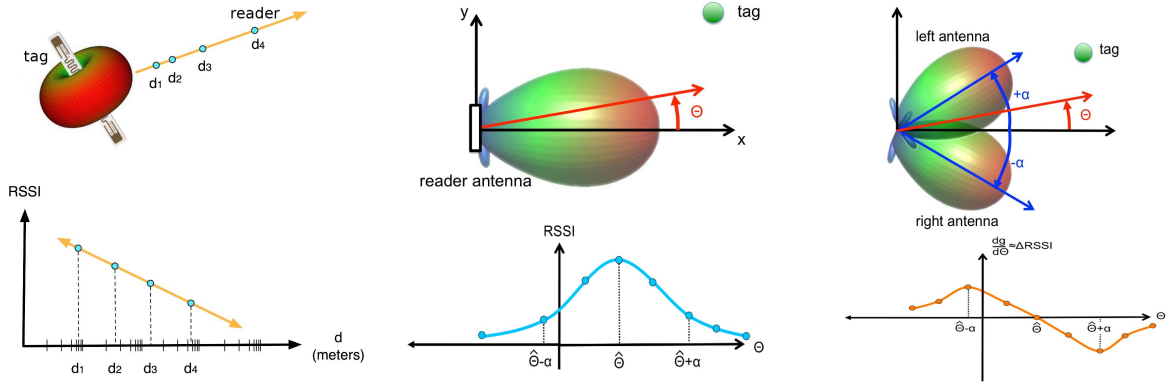 reader
tag
d₁
d₂
d₃
d₄
RSSI
d₁
d₂
d₃
d₄
d
(meters)
y
tag
Θ
x
reader antenna
RSSI
Θ̂-α
Θ̂
Θ̂+α
Θ
left antenna
tag
+α
Θ
-α
right antenna
dg/dΘ≈ΔRSSI
Θ
Θ̂-α
Θ̂
Θ̂+α